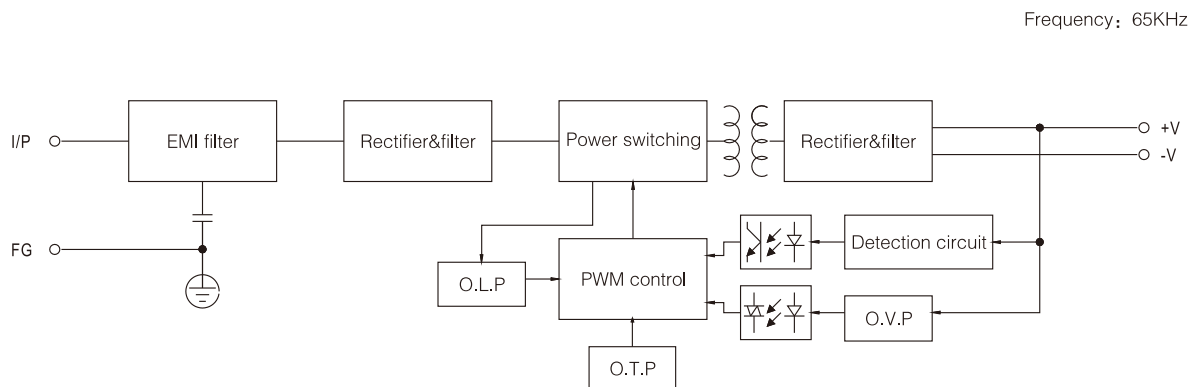 Frequency: 65KHz
I/P
EMI filter
Rectifier&filter
Power switching
Rectifier&filter
+V
-V
FG
O.L.P
PWM control
Detection circuit
O.V.P
O.T.P